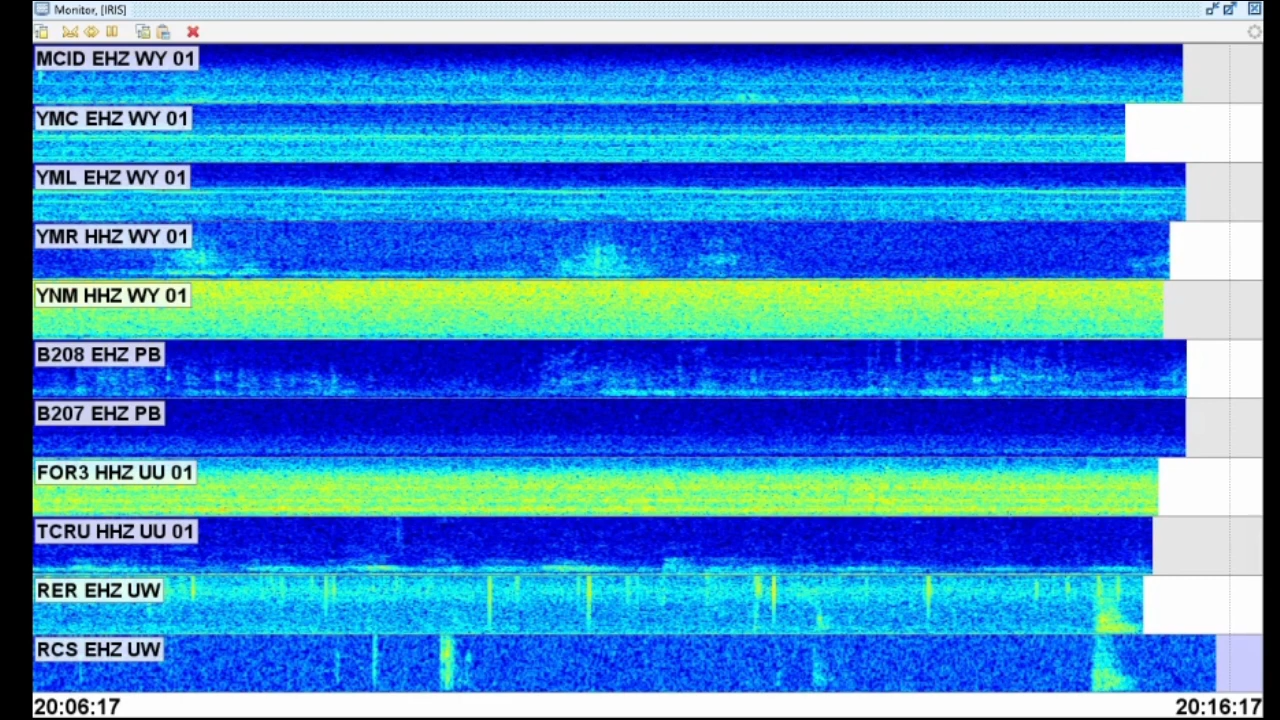 Monitor, [IRIS]
MCID EHZ WY 01
YMC EHZ WY 01
YML EHZ WY 01
YMR HHZ WY 01
YNM HHZ WY 01
B208 EHZ PB
B207 EHZ PB
FOR3 HHZ UU 01
TCRU HHZ UU 01
RER EHZ UW
RCS EHZ UW
20:06:17 20:16:17